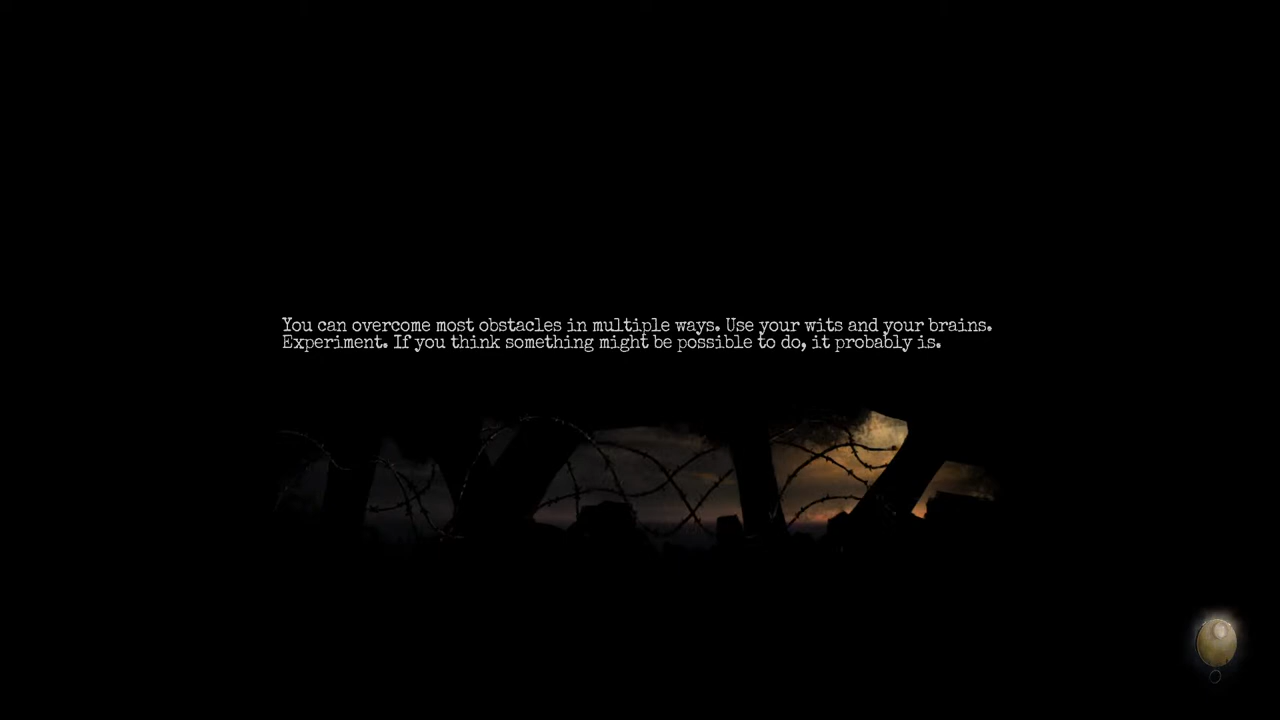 You can overcome most obstacles in multiple ways. Use your wits and your brains.
Experiment. If you think something might be possible to do, it probably is.